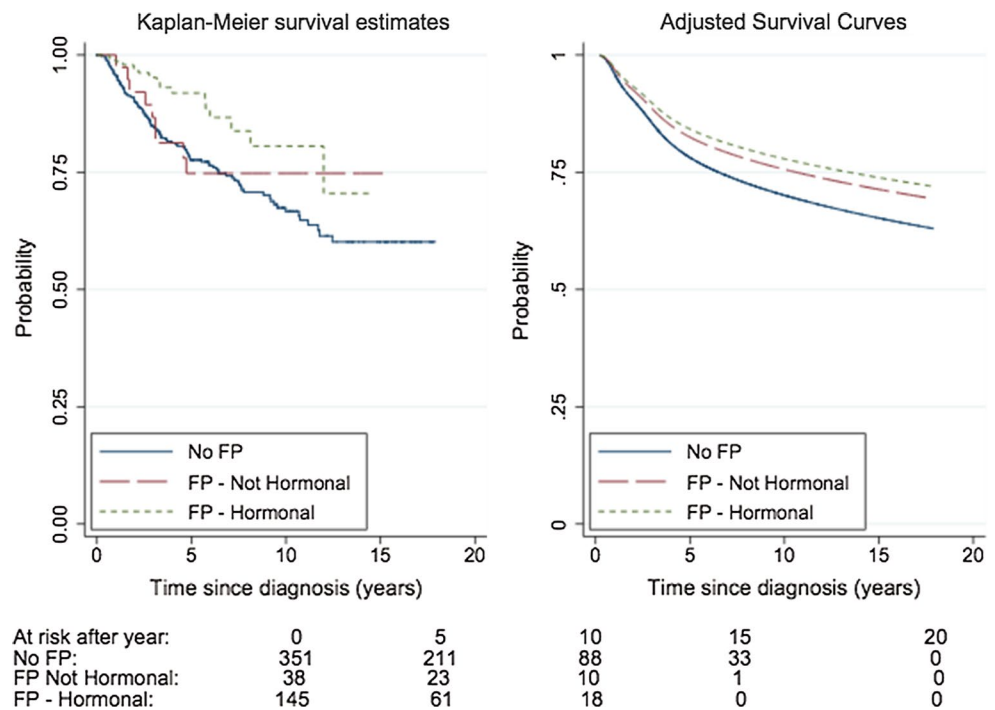 Kaplan-Meier survival estimates
1.00
0.75
0.50
0.25
0.00
Probability
No FP
FP - Not Hormonal
FP - Hormonal
0 5 10 15 20
Time since diagnosis (years)
Adjusted Survival Curves
1
.75
.5
.25
0
Probability
No FP
FP - Not Hormonal
FP - Hormonal
0 5 10 15 20
Time since diagnosis (years)
At risk after year: 0 5 10 15 20
No FP: 351 211 88 33 0
FP Not Hormonal: 38 23 10 1 0
FP - Hormonal: 145 61 18 0 0